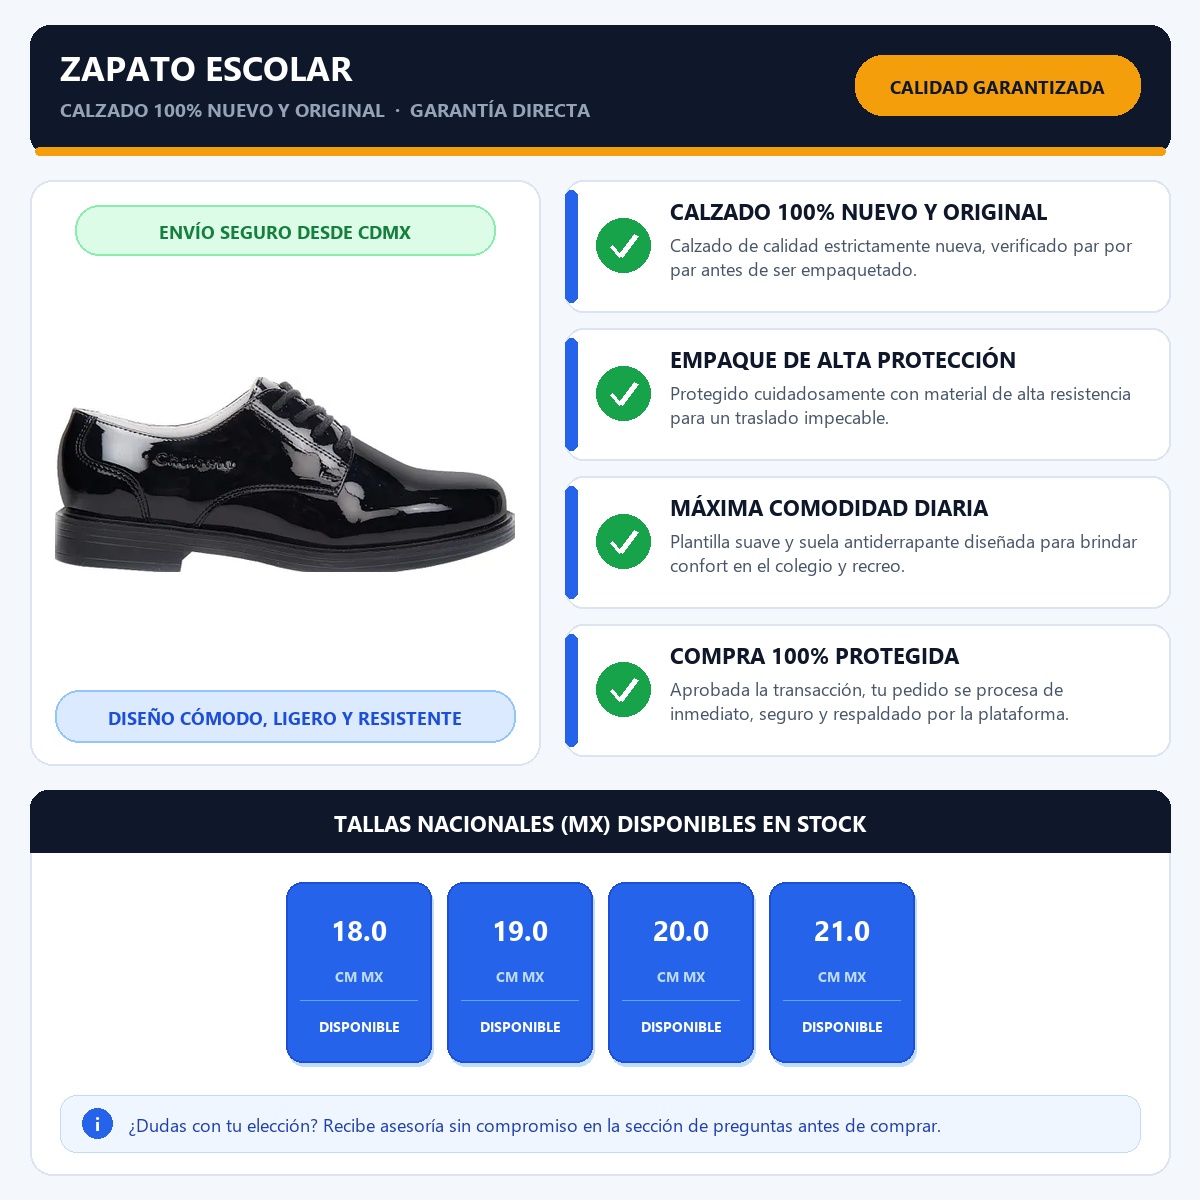 ZAPATO ESCOLAR
CALZADO 100% NUEVO Y ORIGINAL · GARANTÍA DIRECTA
CALIDAD GARANTIZADA
ENVÍO SEGURO DESDE CDMX
DISEÑO CÓMODO, LIGERO Y RESISTENTE
CALZADO 100% NUEVO Y ORIGINAL
Calzado de calidad estrictamente nueva, verificado par por
par antes de ser empaquetado.
EMPAQUE DE ALTA PROTECCIÓN
Protegido cuidadosamente con material de alta resistencia
para un traslado impecable.
MÁXIMA COMODIDAD DIARIA
Plantilla suave y suela antiderrapante diseñada para brindar
confort en el colegio y recreo.
COMPRA 100% PROTEGIDA
Aprobada la transacción, tu pedido se procesa de
inmediato, seguro y respaldado por la plataforma.
TALLAS NACIONALES (MX) DISPONIBLES EN STOCK
18.0
CM MX
DISPONIBLE
19.0
CM MX
DISPONIBLE
20.0
CM MX
DISPONIBLE
21.0
CM MX
DISPONIBLE
¿Dudas con tu elección? Recibe asesoría sin compromiso en la sección de preguntas antes de comprar.